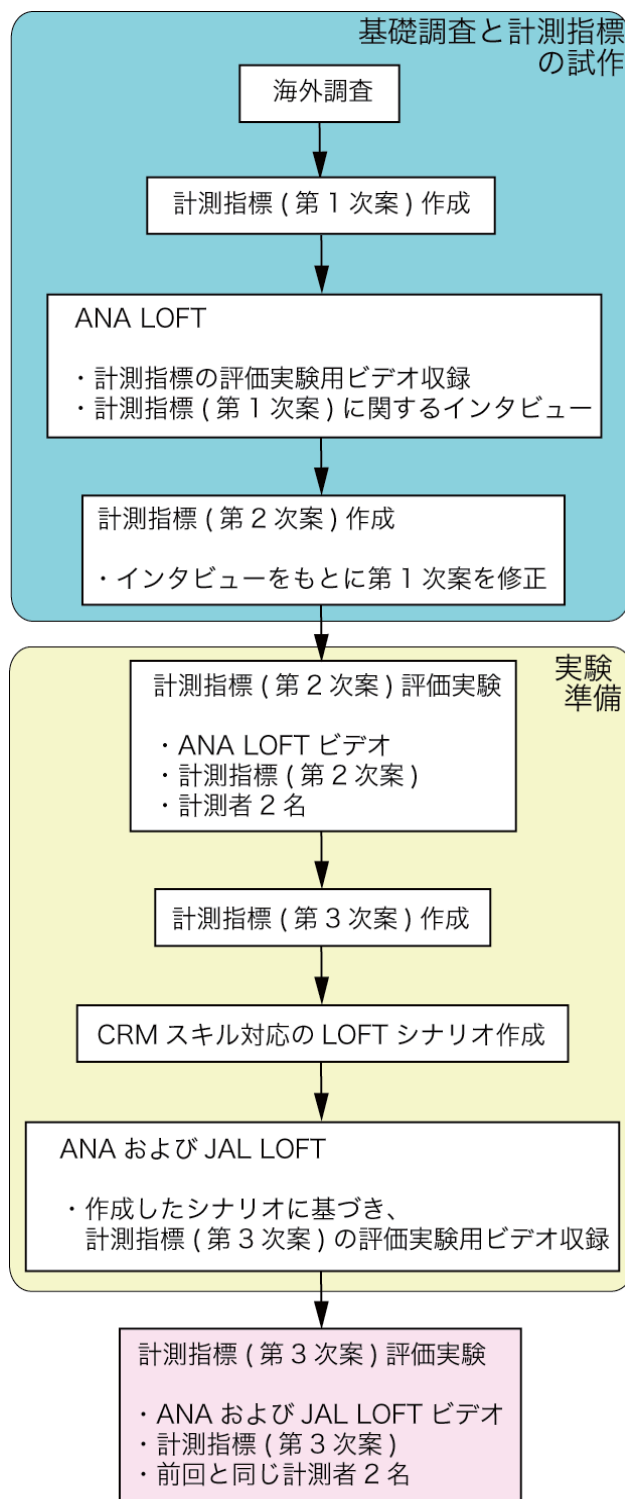 基礎調査と計測指標
の試作
海外調査
計測指標 ( 第 1 次案 ) 作成
ANA LOFT
・計測指標の評価実験用ビデオ収録
・計測指標 ( 第 1 次案 ) に関するインタビュー
計測指標 ( 第 2 次案 ) 作成
・インタビューをもとに第 1 次案を修正
実験
準備
計測指標 ( 第 2 次案 ) 評価実験
・ANA LOFT ビデオ
・計測指標 ( 第 2 次案 )
・計測者 2 名
計測指標 ( 第 3 次案 ) 作成
CRM スキル対応の LOFT シナリオ作成
ANA および JAL LOFT
・作成したシナリオに基づき、
計測指標 ( 第 3 次案 ) の評価実験用ビデオ収録
計測指標 ( 第 3 次案 ) 評価実験
・ANA および JAL LOFT ビデオ
・計測指標 ( 第 3 次案 )
・前回と同じ計測者 2 名